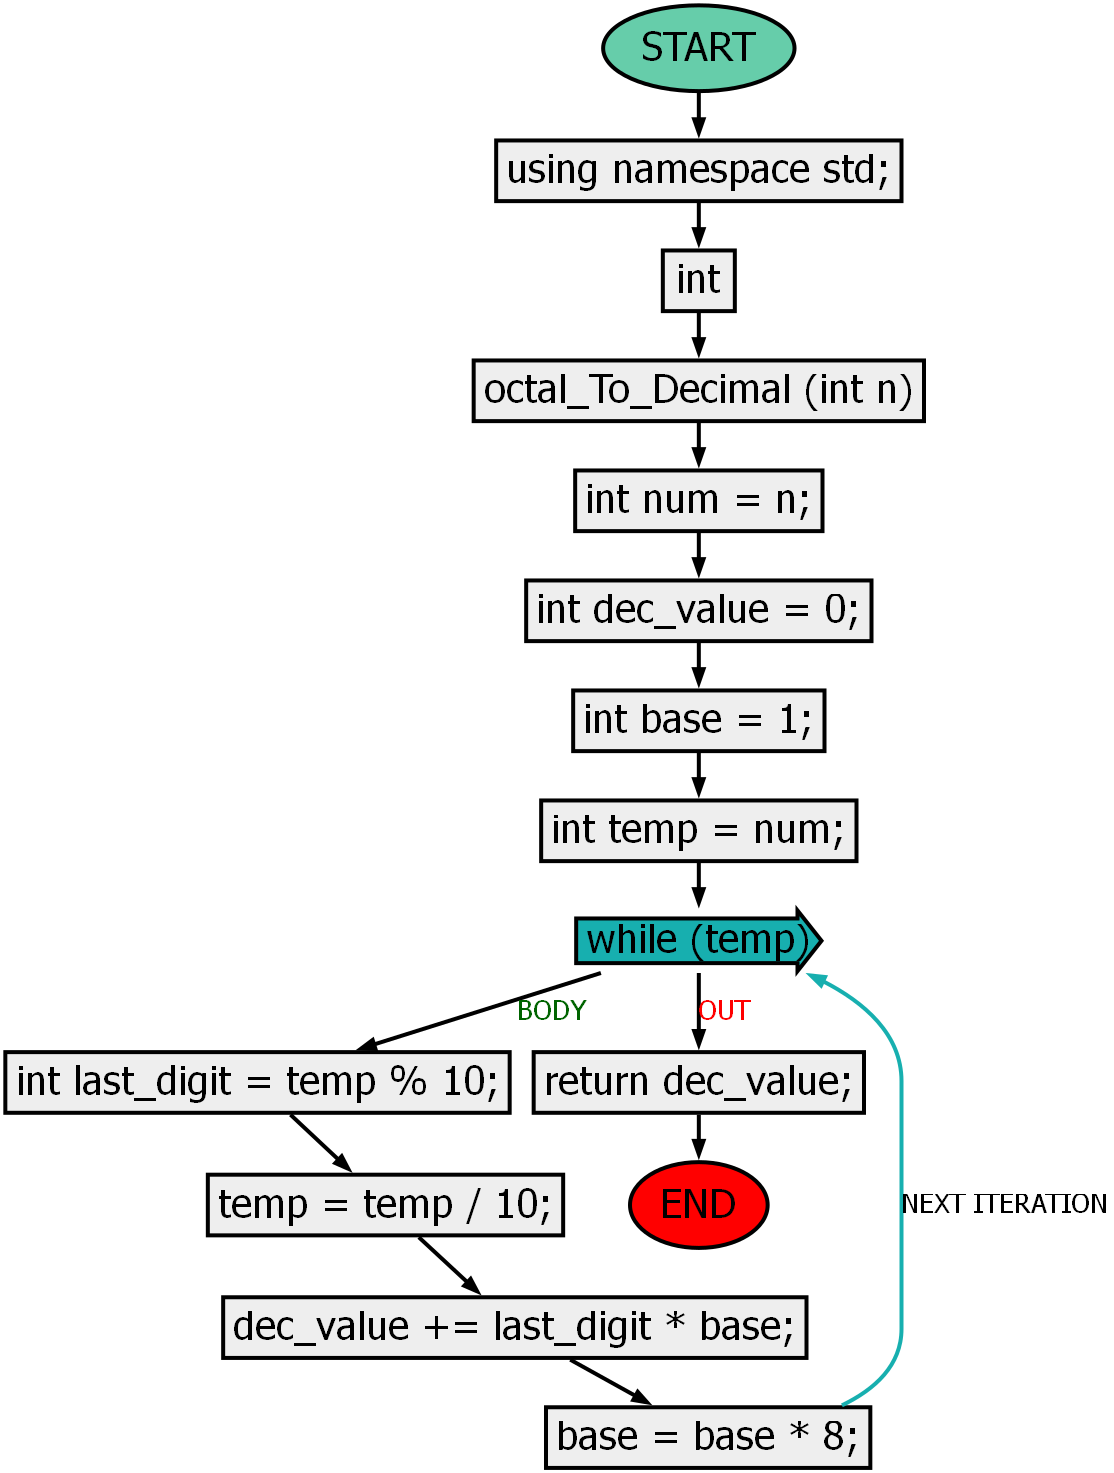 START
using namespace std;
int
octal_To_Decimal (int n)
int num = n;
int dec_value = 0;
int base = 1;
int temp = num;
while (temp)
BODY
OUT
int last_digit = temp % 10;
return dec_value;
temp = temp / 10;
END
NEXT ITERATION
dec_value += last_digit * base;
base = base * 8;